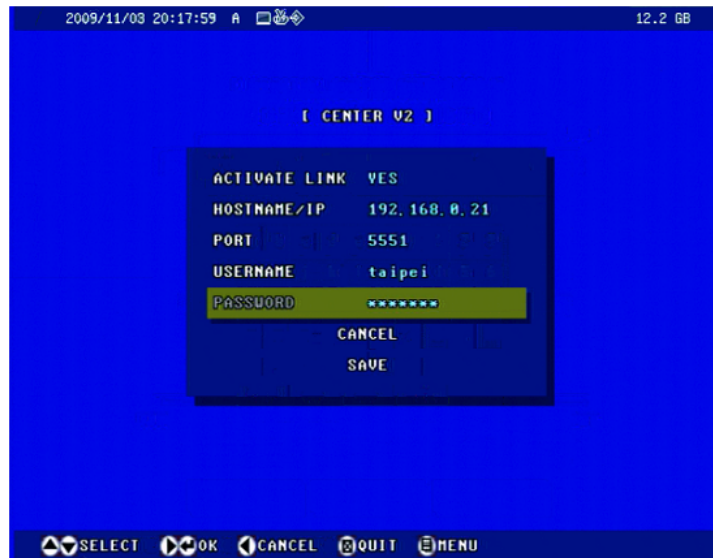 2009/11/03 20:17:59 A 12.2 GB
[ CENTER V2 ]
ACTIVATE LINK YES
HOSTNAME/IP 192.168.0.21
PORT 5551
USERNAME taipei
PASSWORD *******
CANCEL
SAVE
SELECT OK CANCEL QUIT MENU